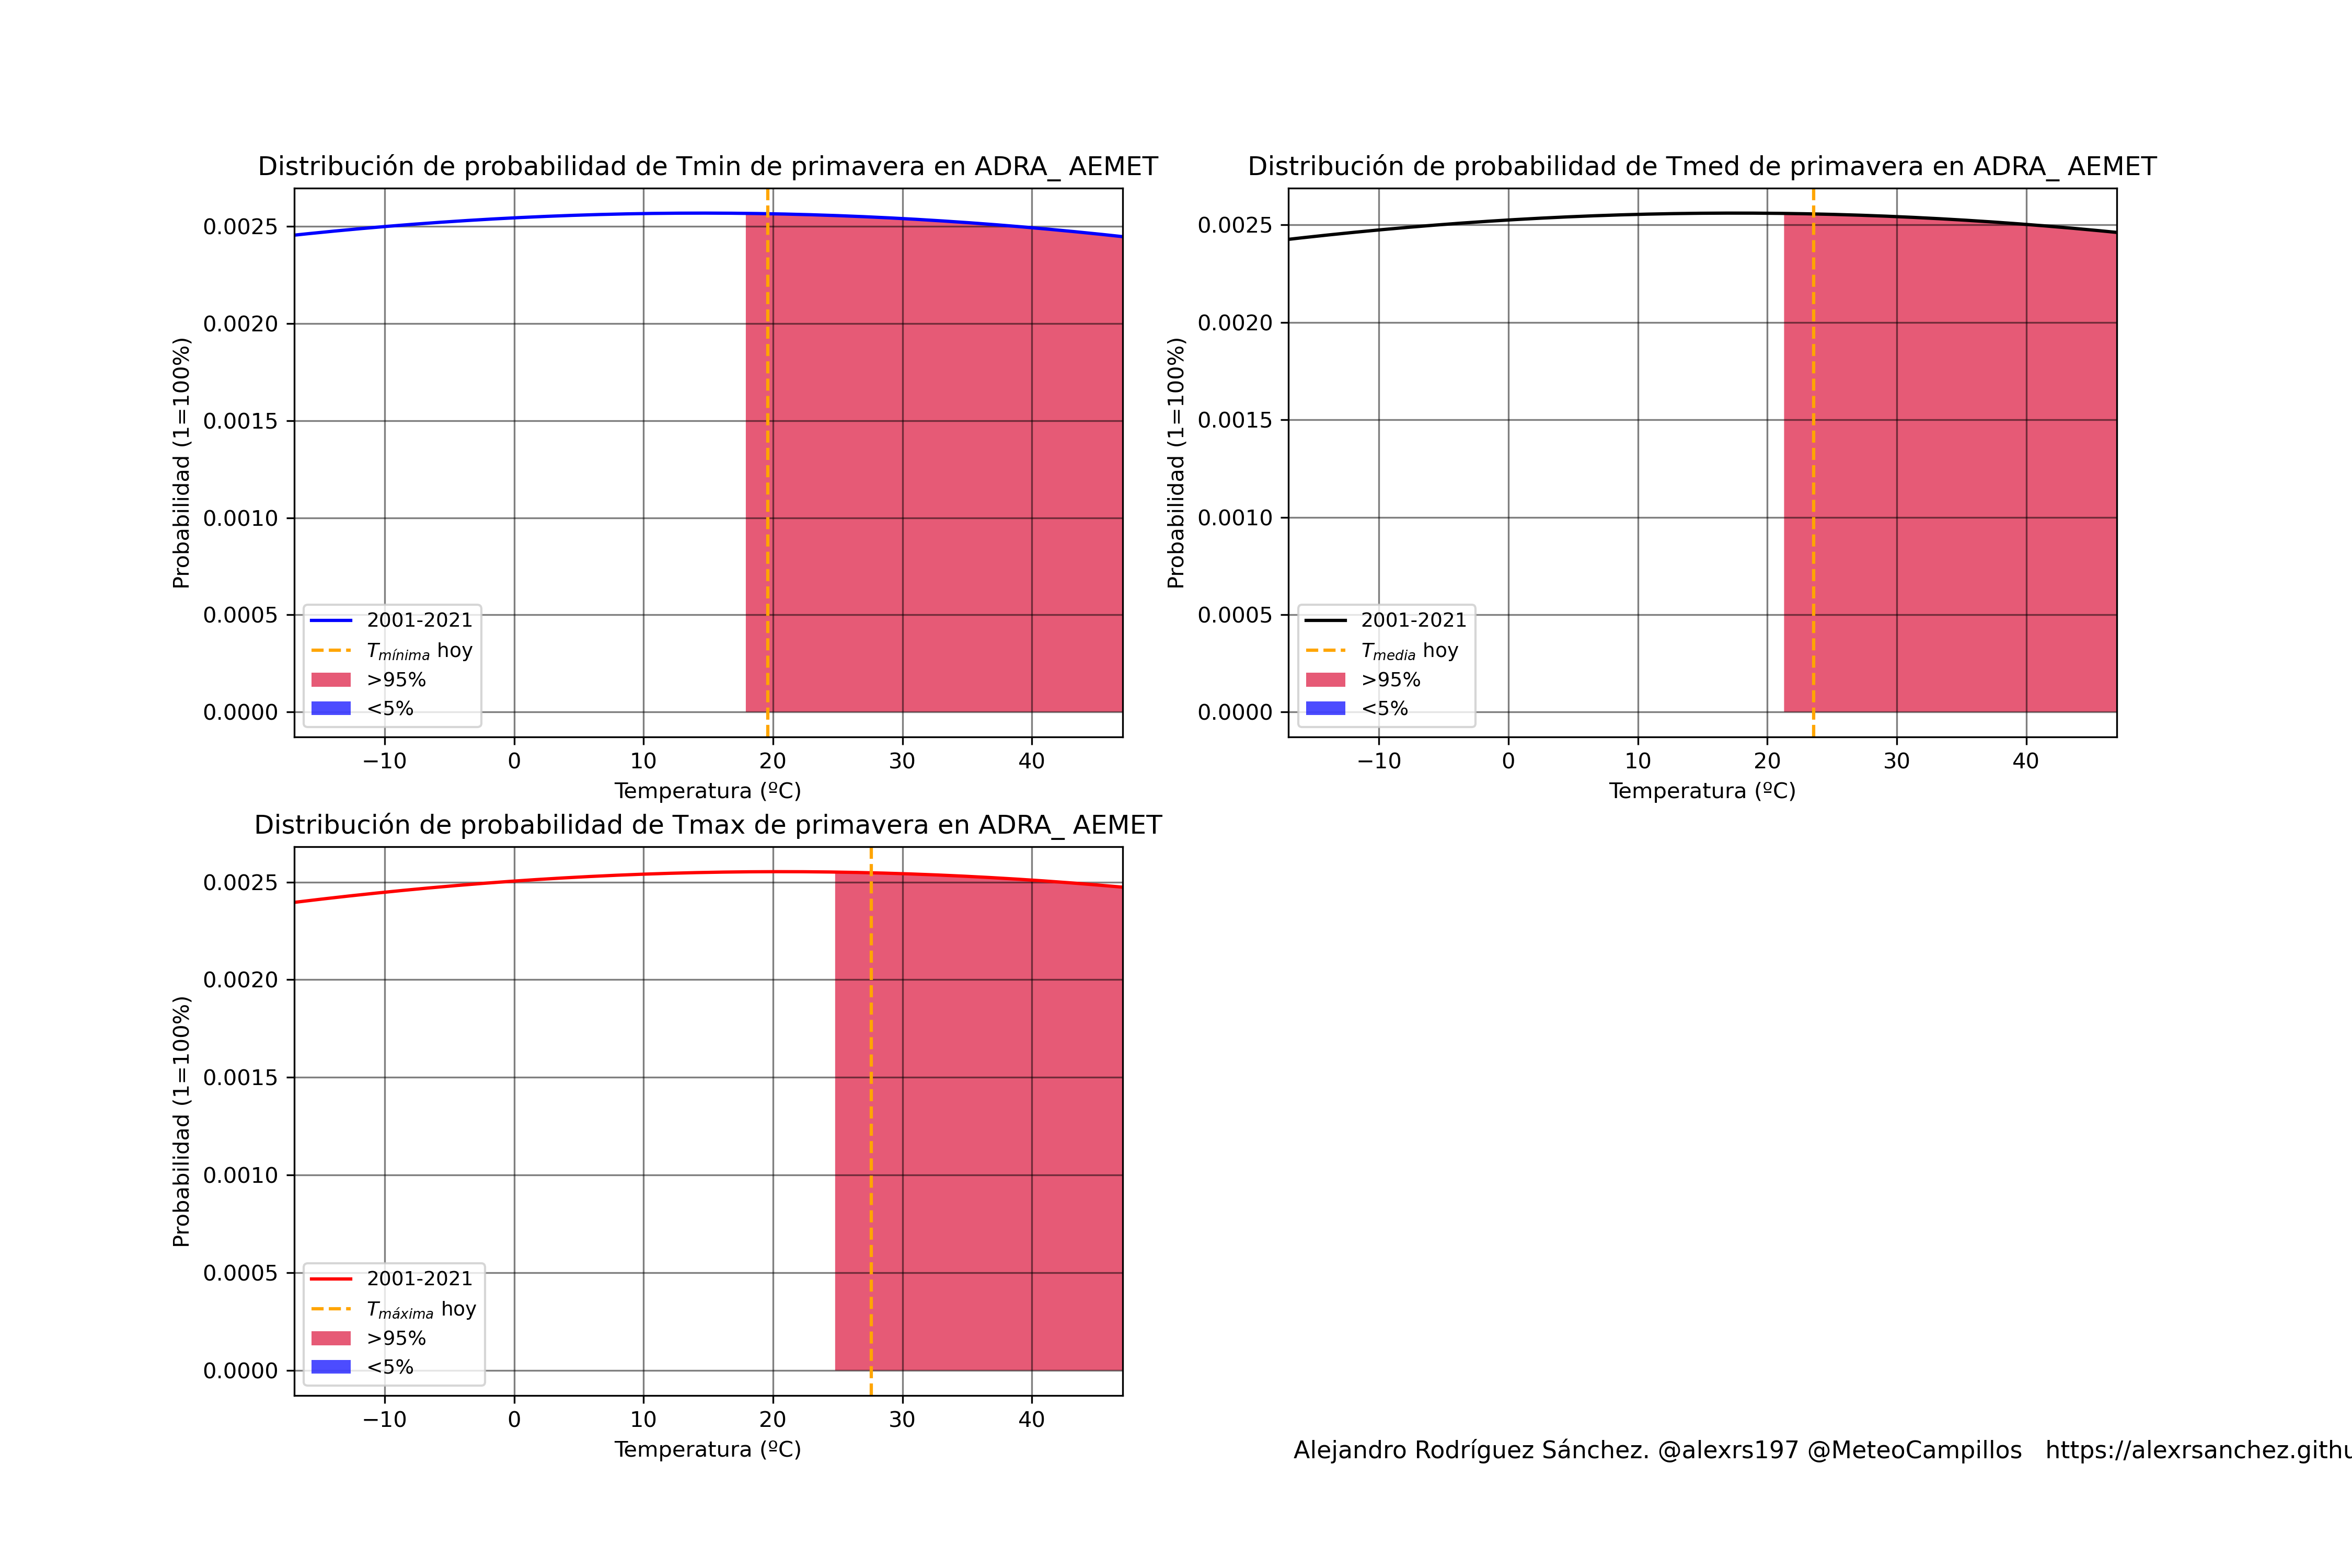 Distribución de probabilidad de Tmin de primavera en ADRA_ AEMET
Probabilidad (1=100%)
0.0025
0.0020
0.0015
0.0010
0.0005
0.0000
2001-2021
Tmínima hoy
>95%
<5%
−10 0 10 20 30 40
Temperatura (ºC)
Distribución de probabilidad de Tmed de primavera en ADRA_ AEMET
Probabilidad (1=100%)
0.0025
0.0020
0.0015
0.0010
0.0005
0.0000
2001-2021
Tmedia hoy
>95%
<5%
−10 0 10 20 30 40
Temperatura (ºC)
Distribución de probabilidad de Tmax de primavera en ADRA_ AEMET
Probabilidad (1=100%)
0.0025
0.0020
0.0015
0.0010
0.0005
0.0000
2001-2021
Tmáxima hoy
>95%
<5%
−10 0 10 20 30 40
Temperatura (ºC)
Alejandro Rodríguez Sánchez. @alexrs197 @MeteoCampillos https://alexrsanchez.githu